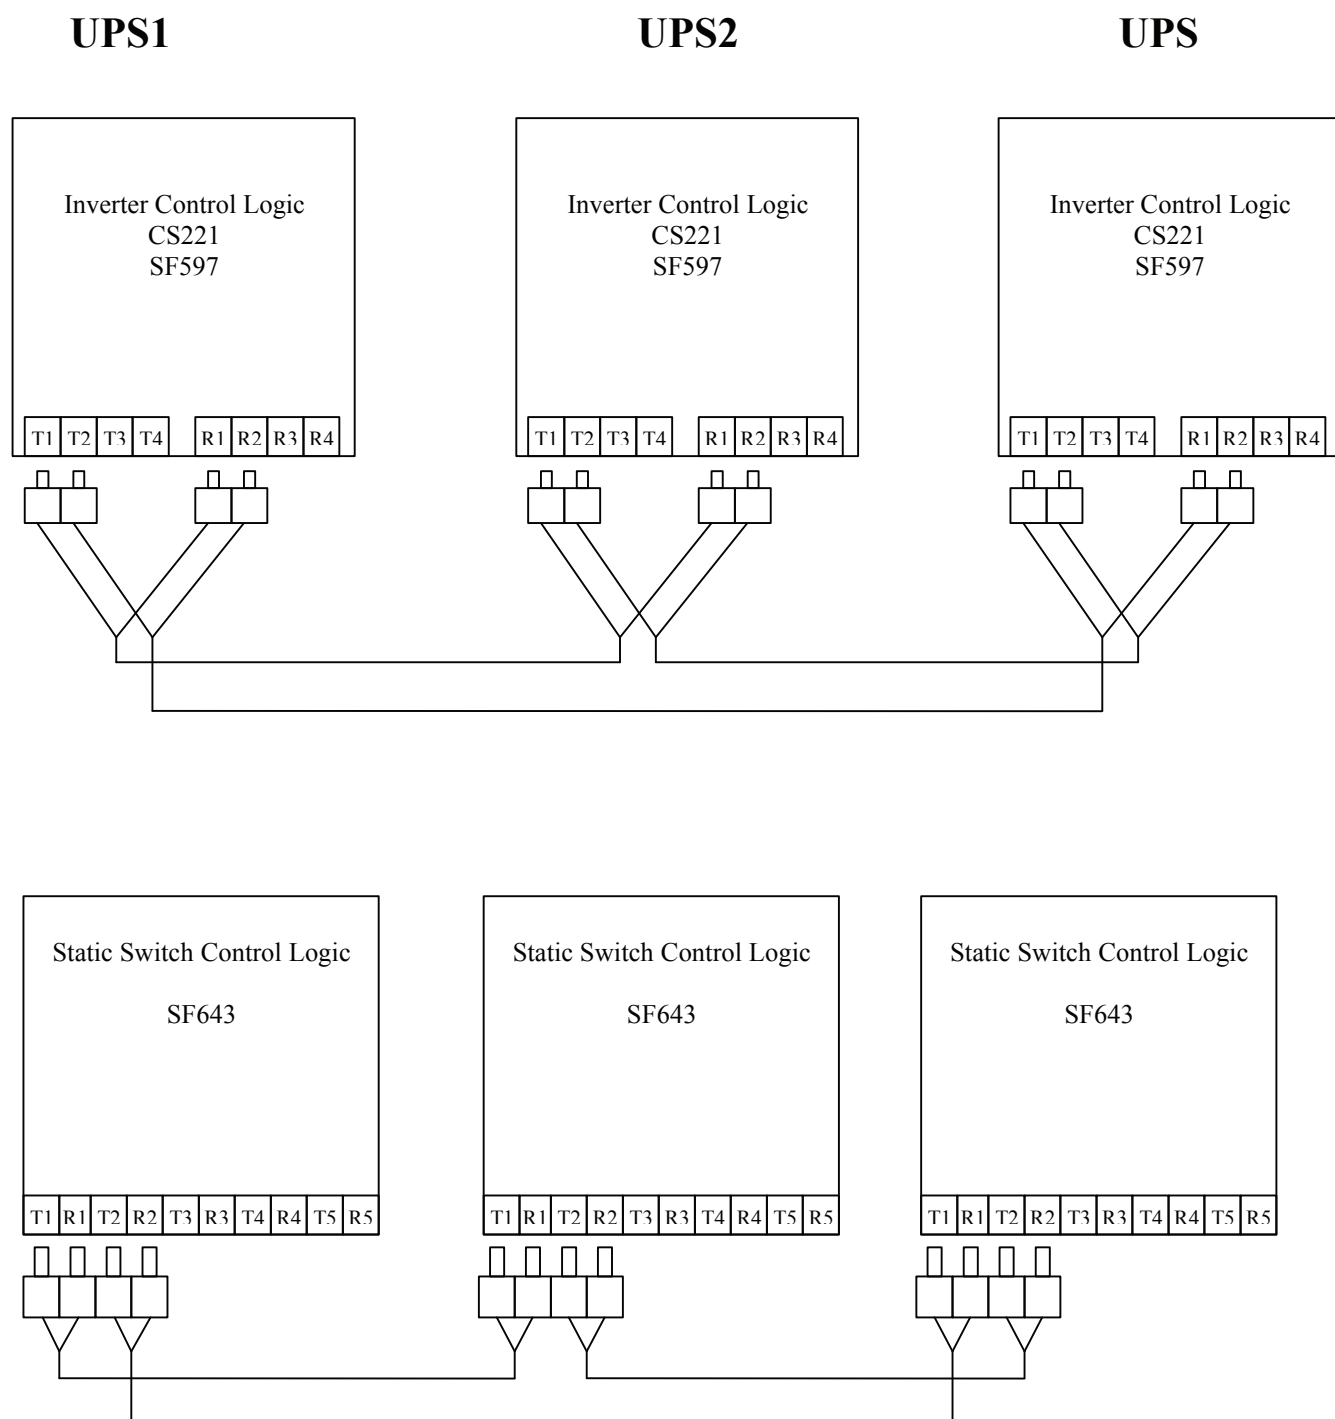 UPS1 UPS2 UPS
Inverter Control Logic Inverter Control Logic Inverter Control Logic
CS221 CS221 CS221
SF597 SF597 SF597
T1 T2 T3 T4 R1 R2 R3 R4 T1 T2 T3 T4 R1 R2 R3 R4 T1 T2 T3 T4 R1 R2 R3 R4
Static Switch Control Logic Static Switch Control Logic Static Switch Control Logic
SF643 SF643 SF643
T1 R1 T2 R2 T3 R3 T4 R4 T5 R5 T1 R1 T2 R2 T3 R3 T4 R4 T5 R5 T1 R1 T2 R2 T3 R3 T4 R4 T5 R5